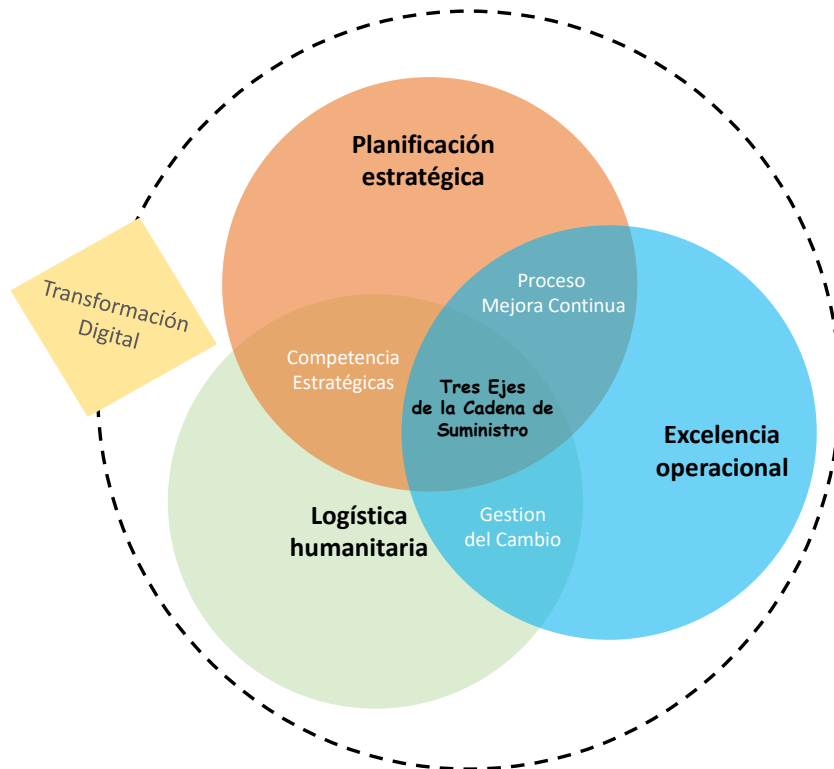 Planificación
estratégica
Transformación
Digital
Proceso
Mejora Continua
Competencia
Estratégicas
Tres Ejes
de la Cadena de
Suministro
Excelencia
operacional
Logística
humanitaria
Gestion
del Cambio